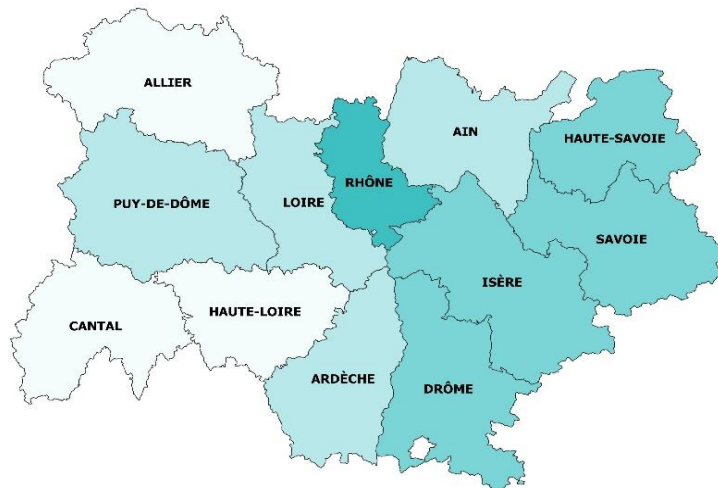 ALLIER
AIN
HAUTE-SAVOIE
RHÔNE
PUY-DE-DÔME
LOIRE
SAVOIE
ISÈRE
HAUTE-LOIRE
CANTAL
ARDÈCHE
DRÔME